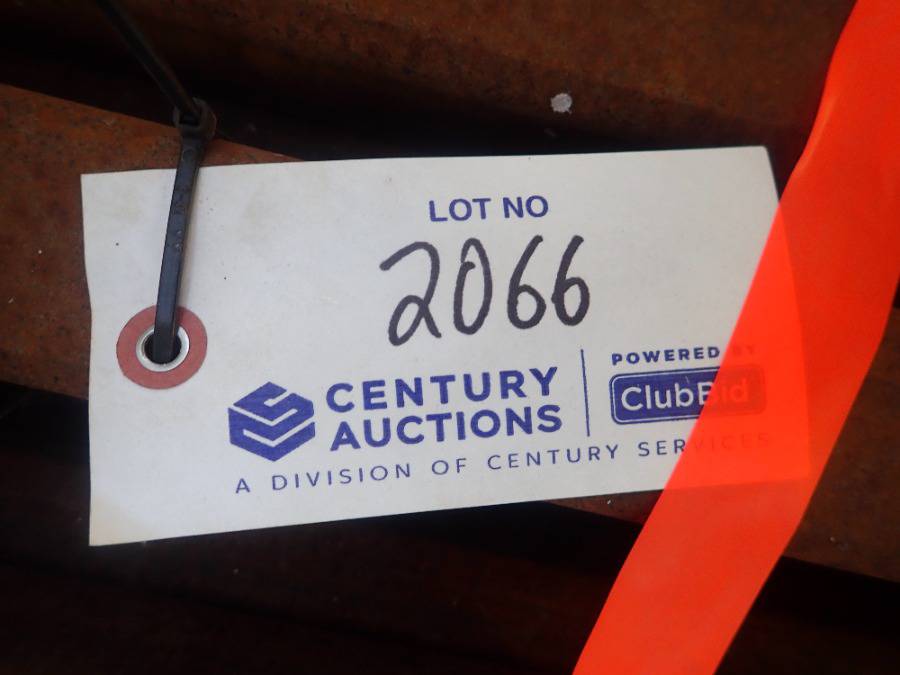 LOT NO
2066
CENTURY
AUCTIONS
POWERED BY
ClubBid
A DIVISION OF CENTURY SERVICES